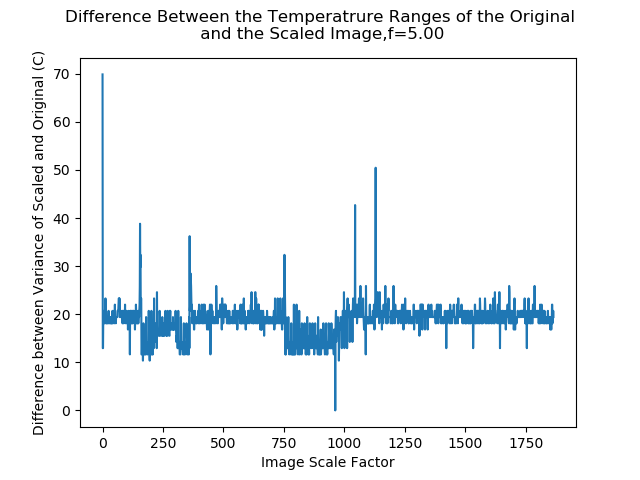 Difference Between the Temperatrure Ranges of the Original
and the Scaled Image,f=5.00
Difference between Variance of Scaled and Original (C)
70
60
50
40
30
20
10
0
0 250 500 750 1000 1250 1500 1750
Image Scale Factor